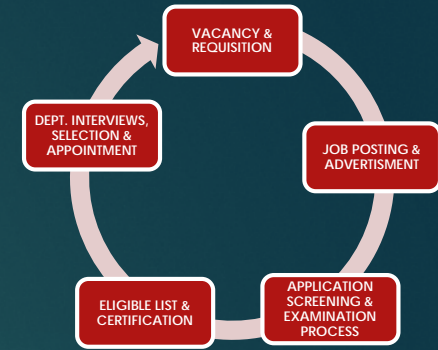 VACANCY &
REQUISITION
JOB POSTING &
ADVERTISMENT
APPLICATION
SCREENING &
EXAMINATION
PROCESS
ELIGIBLE LIST &
CERTIFICATION
DEPT. INTERVIEWS,
SELECTION &
APPOINTMENT